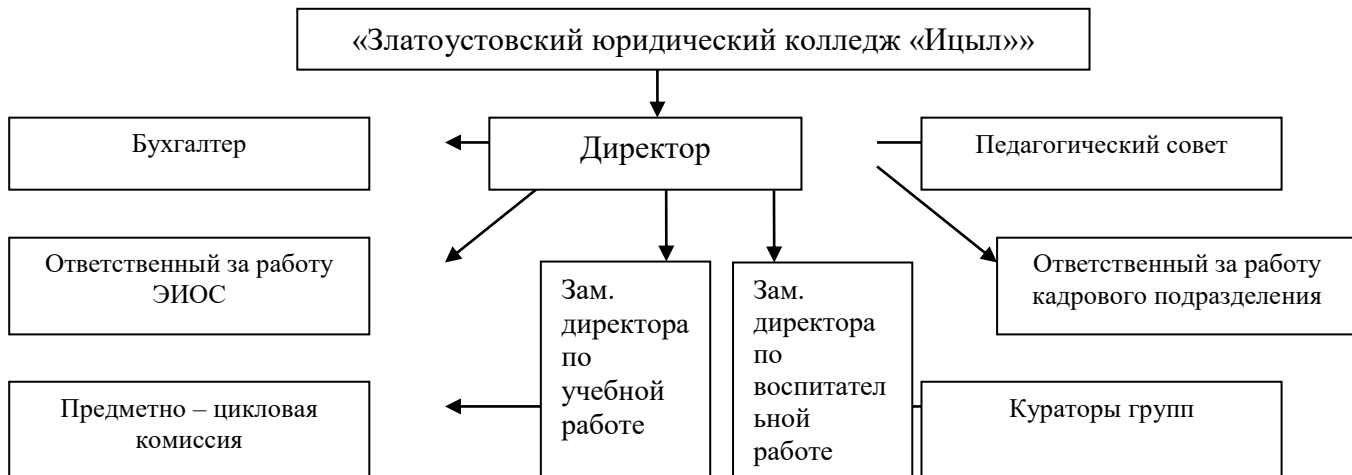 «Златоустовский юридический колледж «Ицыл»»
Бухгалтер
Директор
Педагогический совет
Ответственный за работу
ЭИОС
Зам.
директора
по
учебной
работе
Зам.
директора
по
воспитател
ьной
работе
Ответственный за работу
кадрового подразделения
Предметно – цикловая
комиссия
Кураторы групп